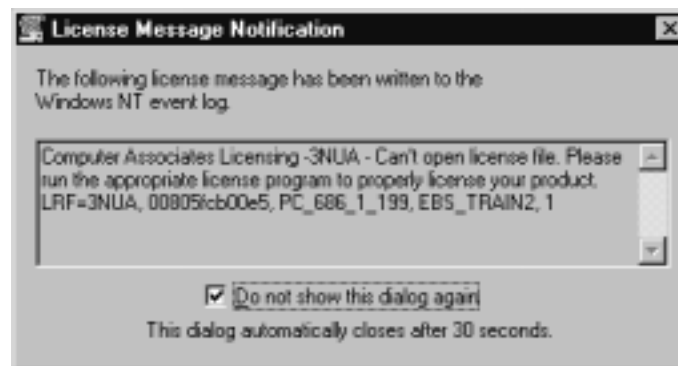 License Message Notification
The following license message has been written to the
Windows NT event log.
Computer Associates Licensing -3NUA - Can't open license file. Please
run the appropriate license program to properly license your product.
LRF=3NUA, 00805fcb00e5, PC_686_1_199, EBS_TRAIN2, 1
Do not show this dialog again
This dialog automatically closes after 30 seconds.